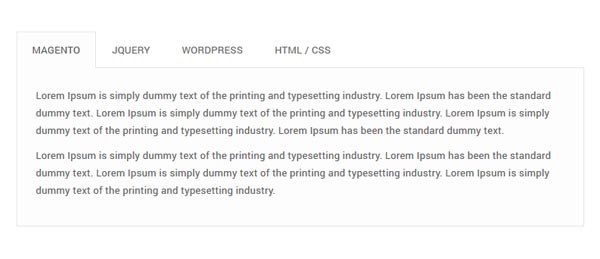 MAGENTO JQUERY WORDPRESS HTML / CSS
Lorem Ipsum is simply dummy text of the printing and typesetting industry. Lorem Ipsum has been the standard
dummy text. Lorem Ipsum is simply dummy text of the printing and typesetting industry. Lorem Ipsum is simply
dummy text of the printing and typesetting industry. Lorem Ipsum has been the standard dummy text.
Lorem Ipsum is simply dummy text of the printing and typesetting industry. Lorem Ipsum has been the standard
dummy text. Lorem Ipsum is simply dummy text of the printing and typesetting industry. Lorem Ipsum is simply
dummy text of the printing and typesetting industry.